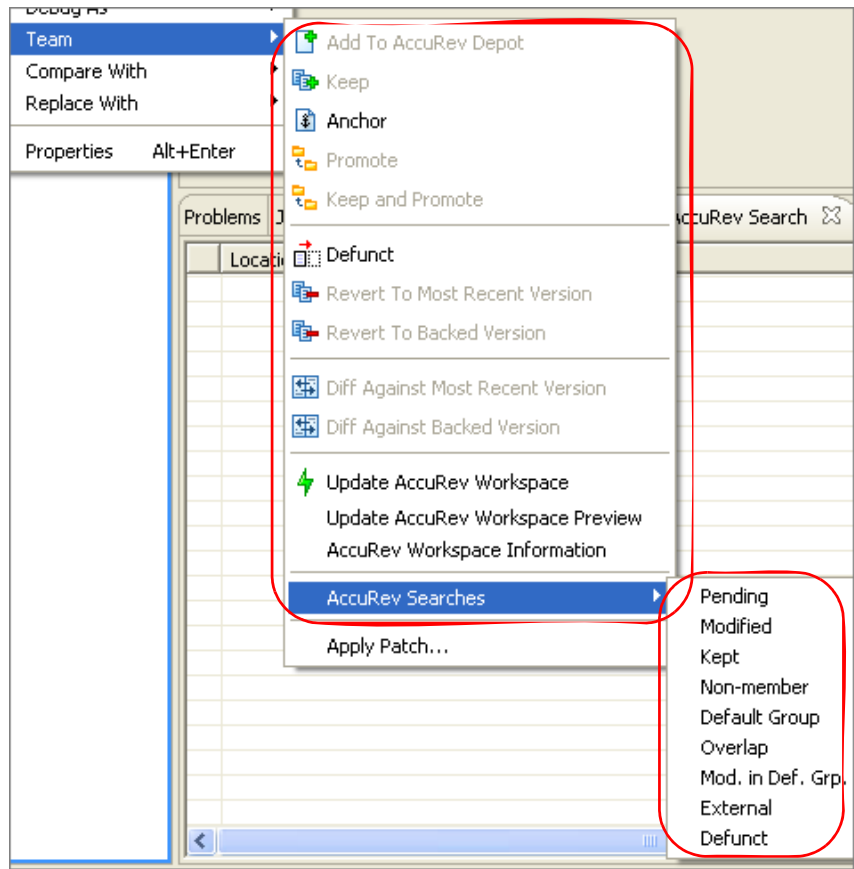 Debug As
Team
Compare With
Replace With
Properties Alt+Enter
Add To AccuRev Depot
Keep
Anchor
Promote
Keep and Promote
Defunct
Revert To Most Recent Version
Revert To Backed Version
Diff Against Most Recent Version
Diff Against Backed Version
Update AccuRev Workspace
Update AccuRev Workspace Preview
AccuRev Workspace Information
AccuRev Searches
Apply Patch...
Pending
Modified
Kept
Non-member
Default Group
Overlap
Mod. in Def. Grp.
External
Defunct
Problems J
AccuRev Search
Locati